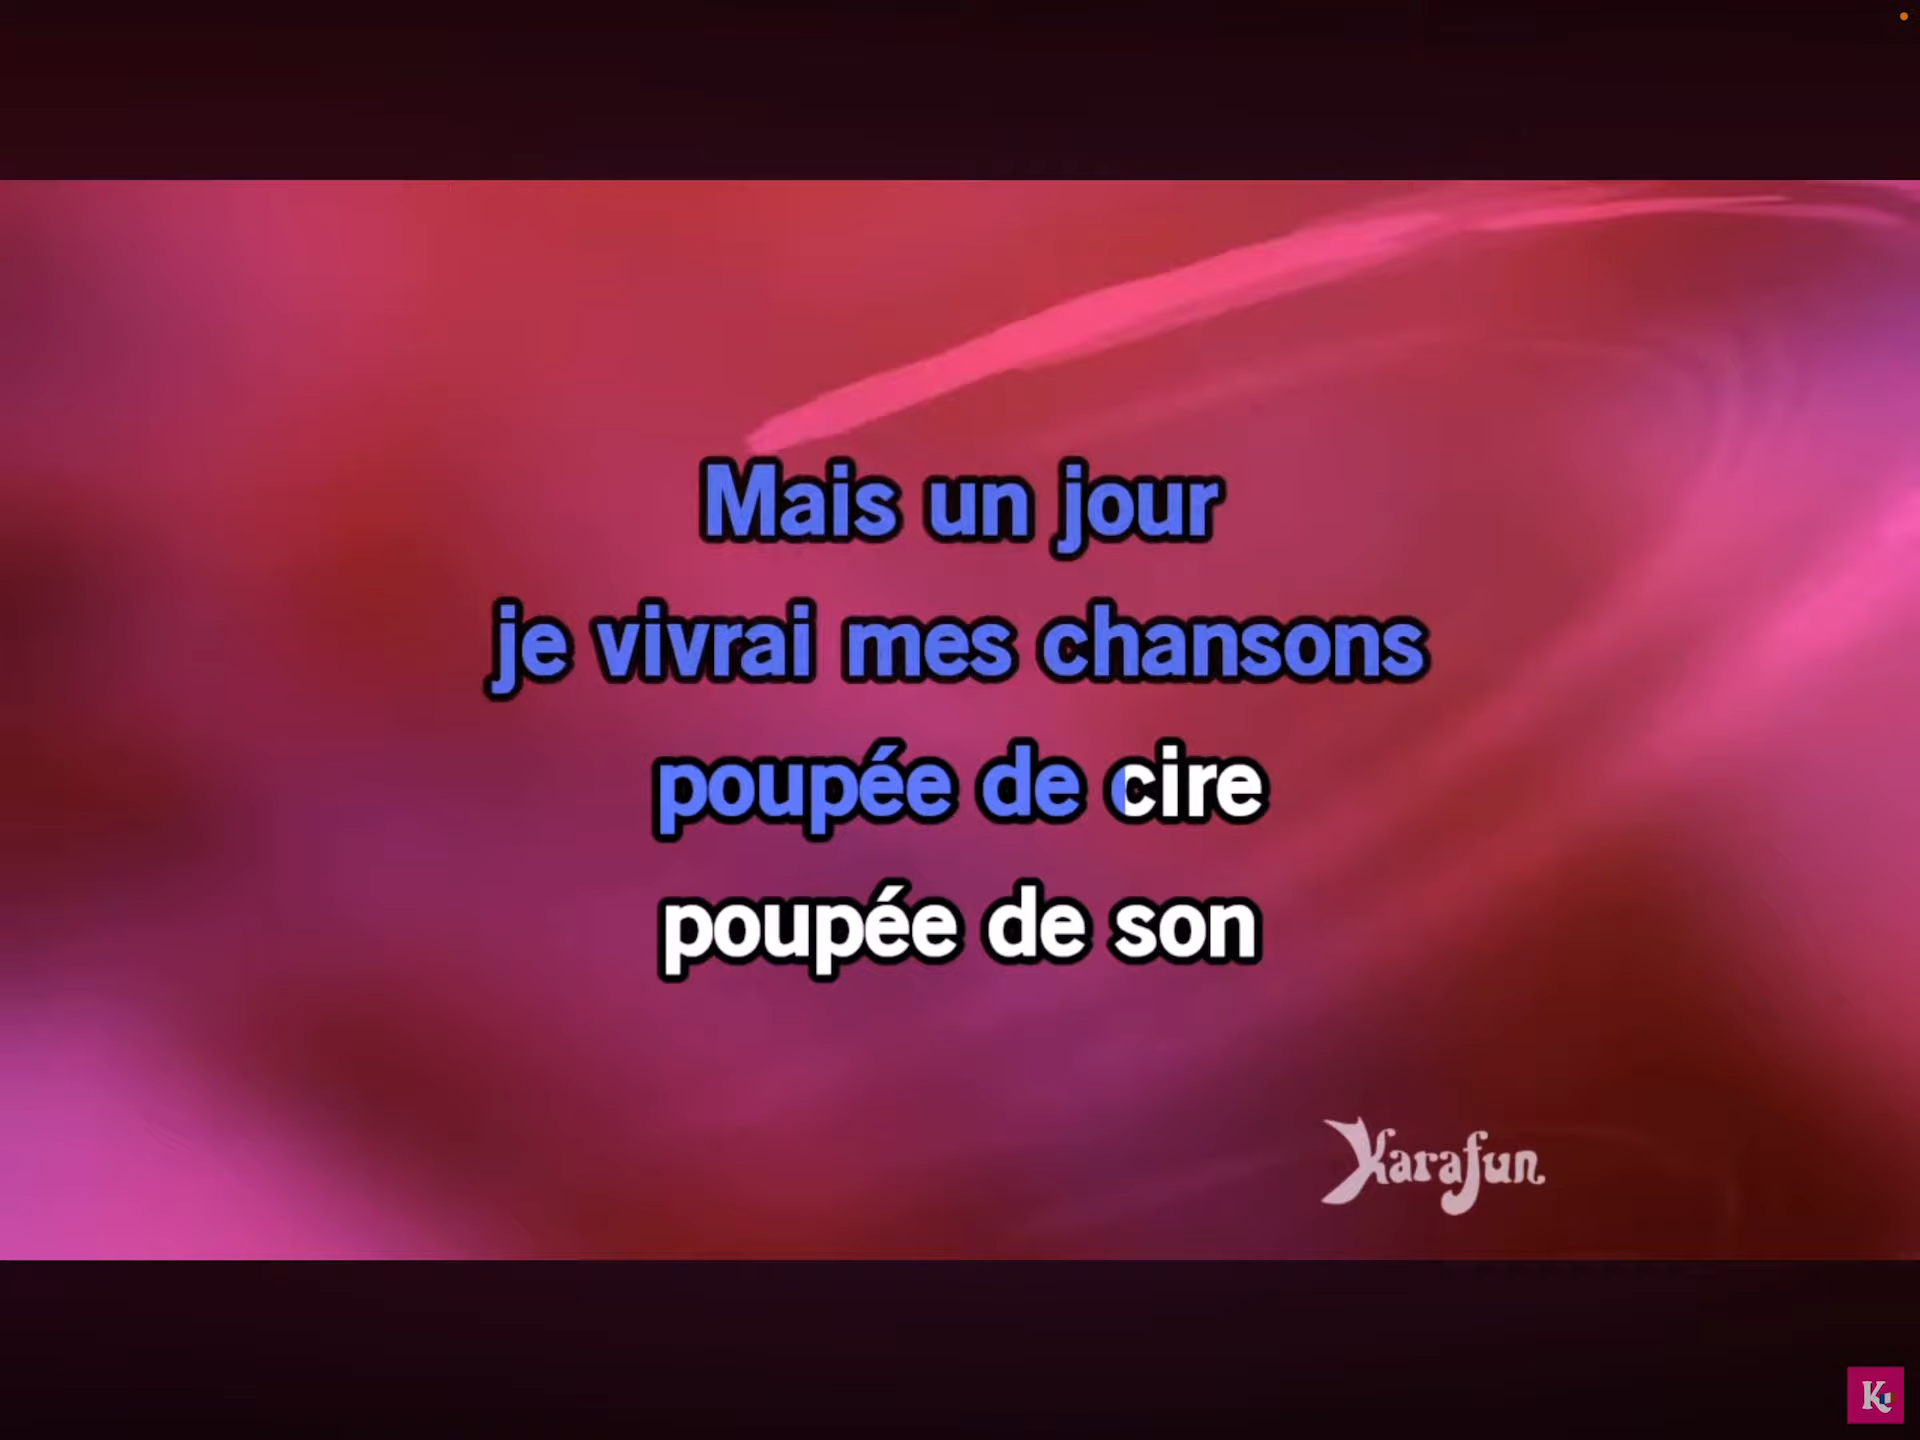 Mais un jour
je vivrai mes chansons
poupée de cire
poupée de son
Karafun
K